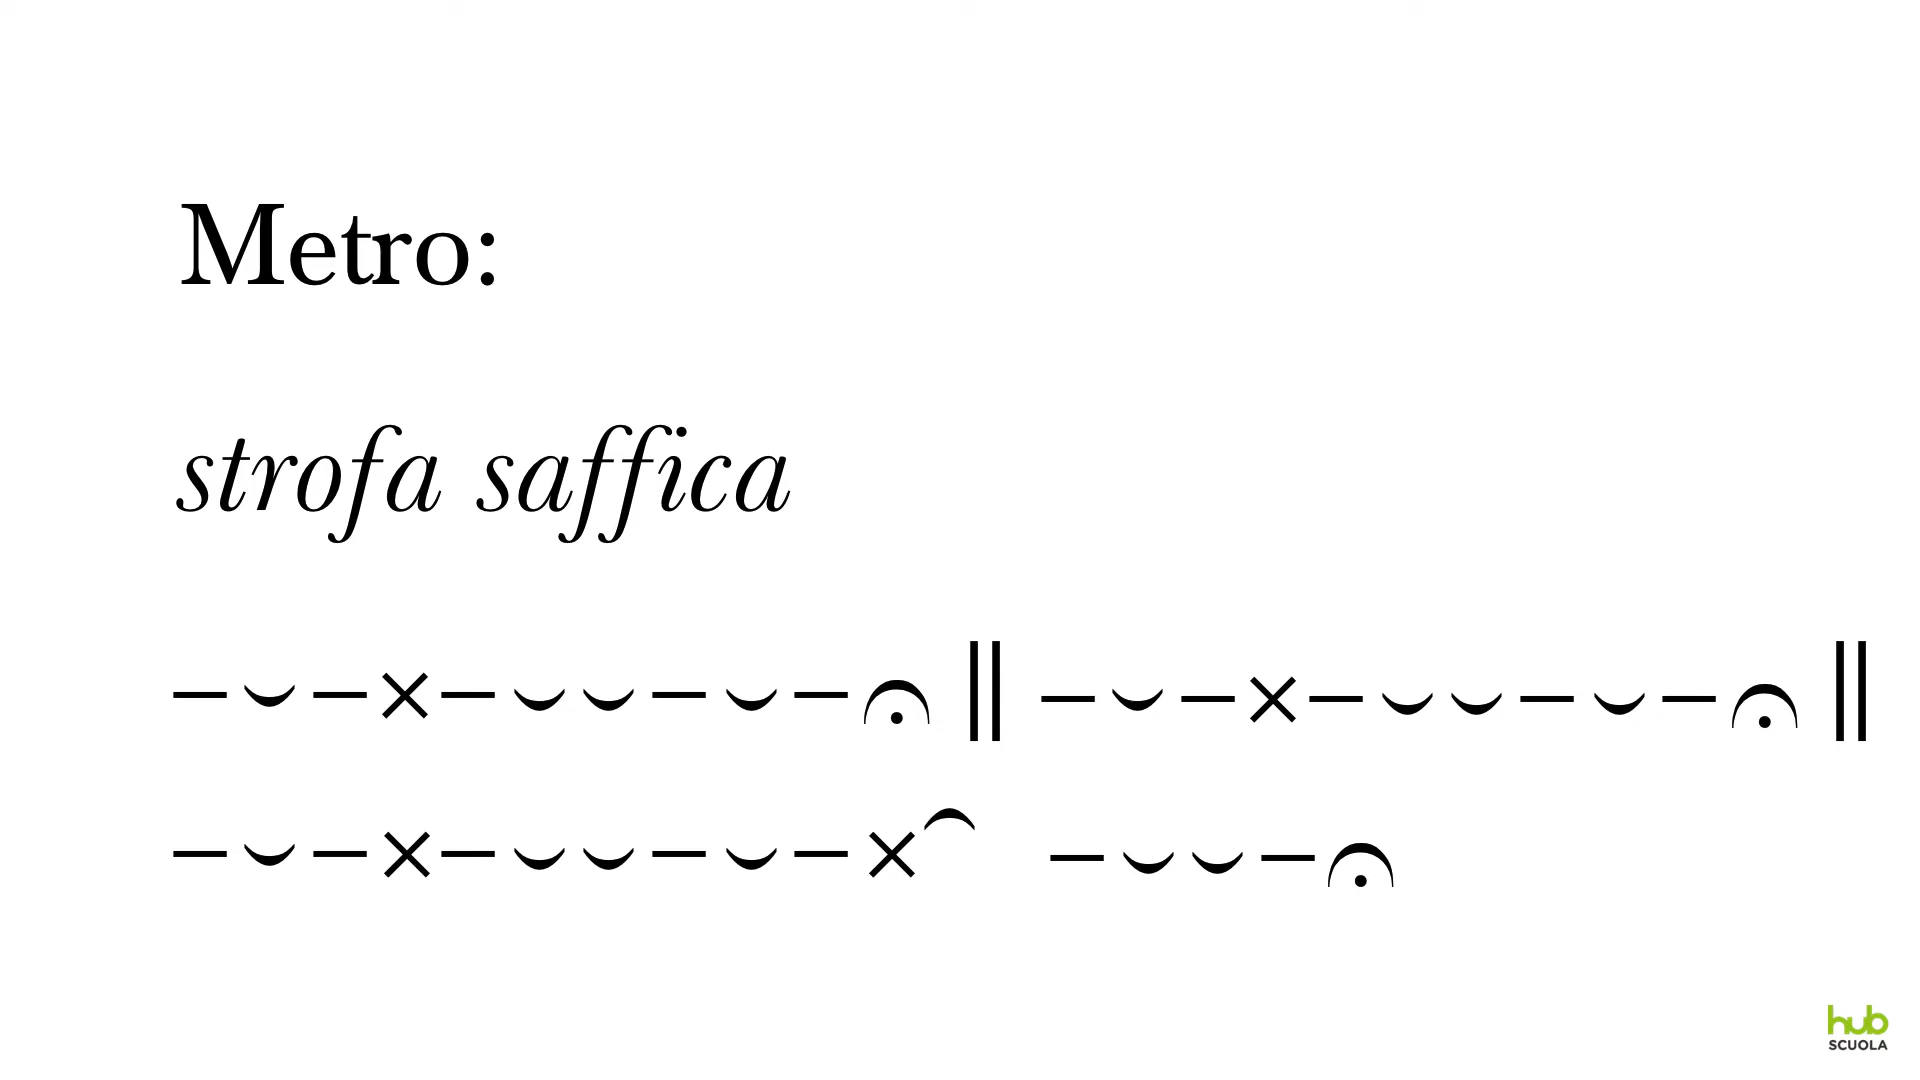 Metro:
strofa saffica
–⏑–×–⏑⏑–⏑–𝄐 || –⏑–×–⏑⏑–⏑–𝄐 ||
–⏑–×–⏑⏑–⏑–×⏜ –⏑⏑–𝄐
hub
SCUOLA